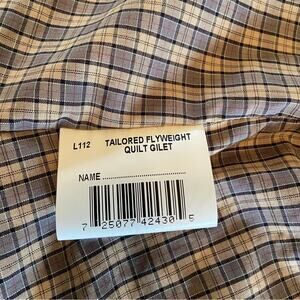 L112 TAILORED FLYWEIGHT
QUILT GILET
NAME....................................
7 25077 42430 5